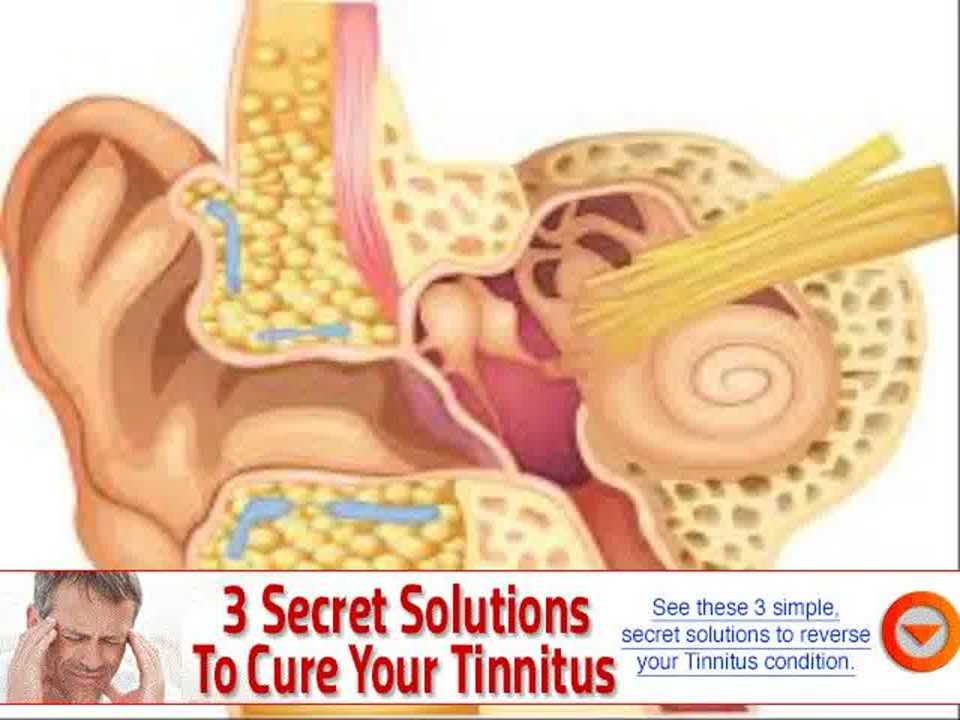 3 Secret Solutions
To Cure Your Tinnitus
See these 3 simple,
secret solutions to reverse
your Tinnitus condition.